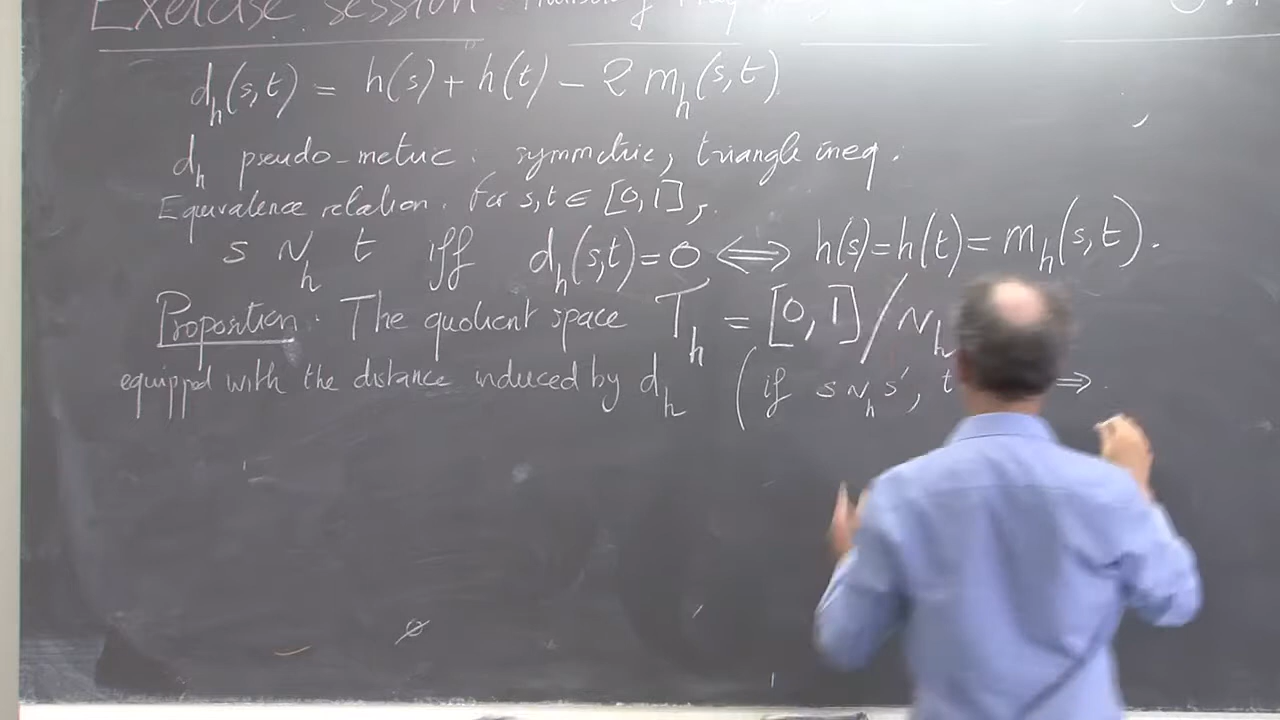 Exercise session
d_h(s,t) = h(s) + h(t) – 2 m_h(s,t)
d_h pseudo-metric : symmetric, triangle ineq.
Equivalence relation. For s,t ∈ [0,1],
s ~_h t iff d_h(s,t) = 0 ⟺ h(s) = h(t) = m_h(s,t).
Proposition : The quotient space T_h = [0,1]/~_h
equipped with the distance induced by d_h (if s ~_h s', t ⇒